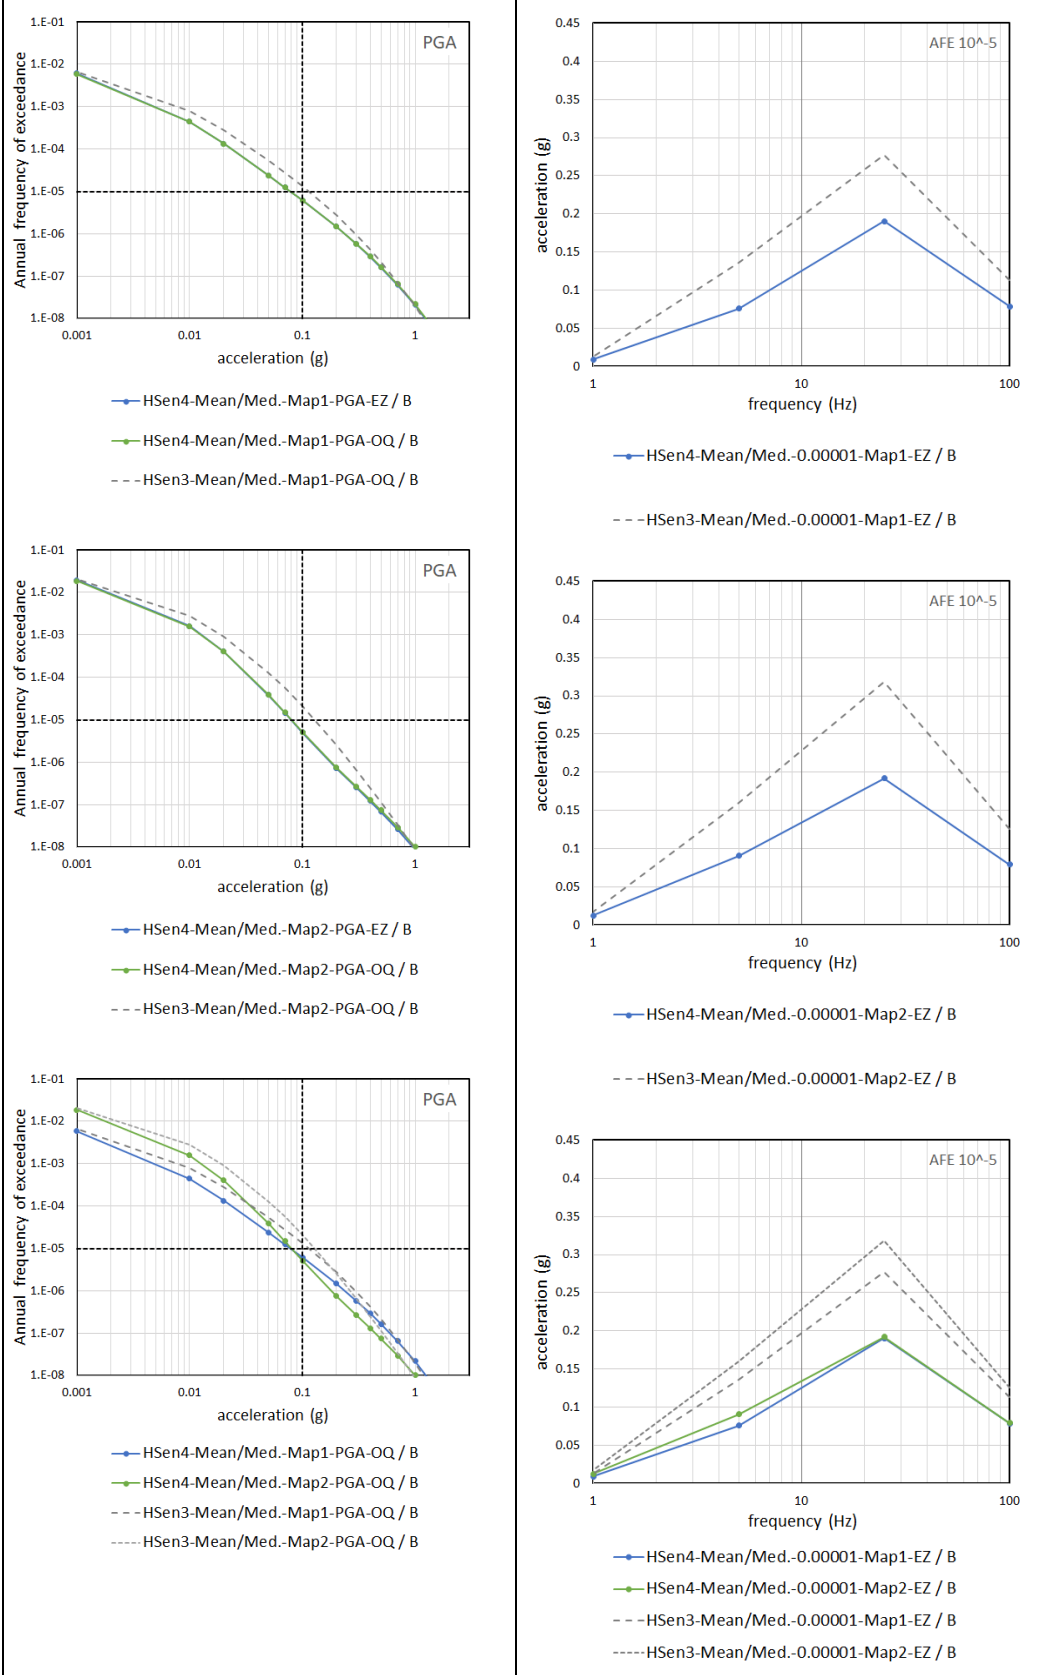 1.E-01
PGA
1.E-02
1.E-03
1.E-04
1.E-05
1.E-06
1.E-07
1.E-08
Annual frequency of exceedance
0.001
0.01
0.1
1
acceleration (g)
HSen4-Mean/Med.-Map1-PGA-EZ / B
HSen4-Mean/Med.-Map1-PGA-OQ / B
HSen3-Mean/Med.-Map1-PGA-OQ / B
0.45
AFE 10^-5
0.4
0.35
0.3
0.25
0.2
0.15
0.1
0.05
0
acceleration (g)
1
10
100
frequency (Hz)
HSen4-Mean/Med.-0.00001-Map1-EZ / B
HSen3-Mean/Med.-0.00001-Map1-EZ / B
1.E-01
PGA
1.E-02
1.E-03
1.E-04
1.E-05
1.E-06
1.E-07
1.E-08
Annual frequency of exceedance
0.001
0.01
0.1
1
acceleration (g)
HSen4-Mean/Med.-Map2-PGA-EZ / B
HSen4-Mean/Med.-Map2-PGA-OQ / B
HSen3-Mean/Med.-Map2-PGA-OQ / B
0.45
AFE 10^-5
0.4
0.35
0.3
0.25
0.2
0.15
0.1
0.05
0
acceleration (g)
1
10
100
frequency (Hz)
HSen4-Mean/Med.-0.00001-Map2-EZ / B
HSen3-Mean/Med.-0.00001-Map2-EZ / B
1.E-01
PGA
1.E-02
1.E-03
1.E-04
1.E-05
1.E-06
1.E-07
1.E-08
Annual frequency of exceedance
0.001
0.01
0.1
1
acceleration (g)
HSen4-Mean/Med.-Map1-PGA-OQ / B
HSen4-Mean/Med.-Map2-PGA-OQ / B
HSen3-Mean/Med.-Map1-PGA-OQ / B
HSen3-Mean/Med.-Map2-PGA-OQ / B
0.45
AFE 10^-5
0.4
0.35
0.3
0.25
0.2
0.15
0.1
0.05
0
acceleration (g)
1
10
100
frequency (Hz)
HSen4-Mean/Med.-0.00001-Map1-EZ / B
HSen4-Mean/Med.-0.00001-Map2-EZ / B
HSen3-Mean/Med.-0.00001-Map1-EZ / B
HSen3-Mean/Med.-0.00001-Map2-EZ / B